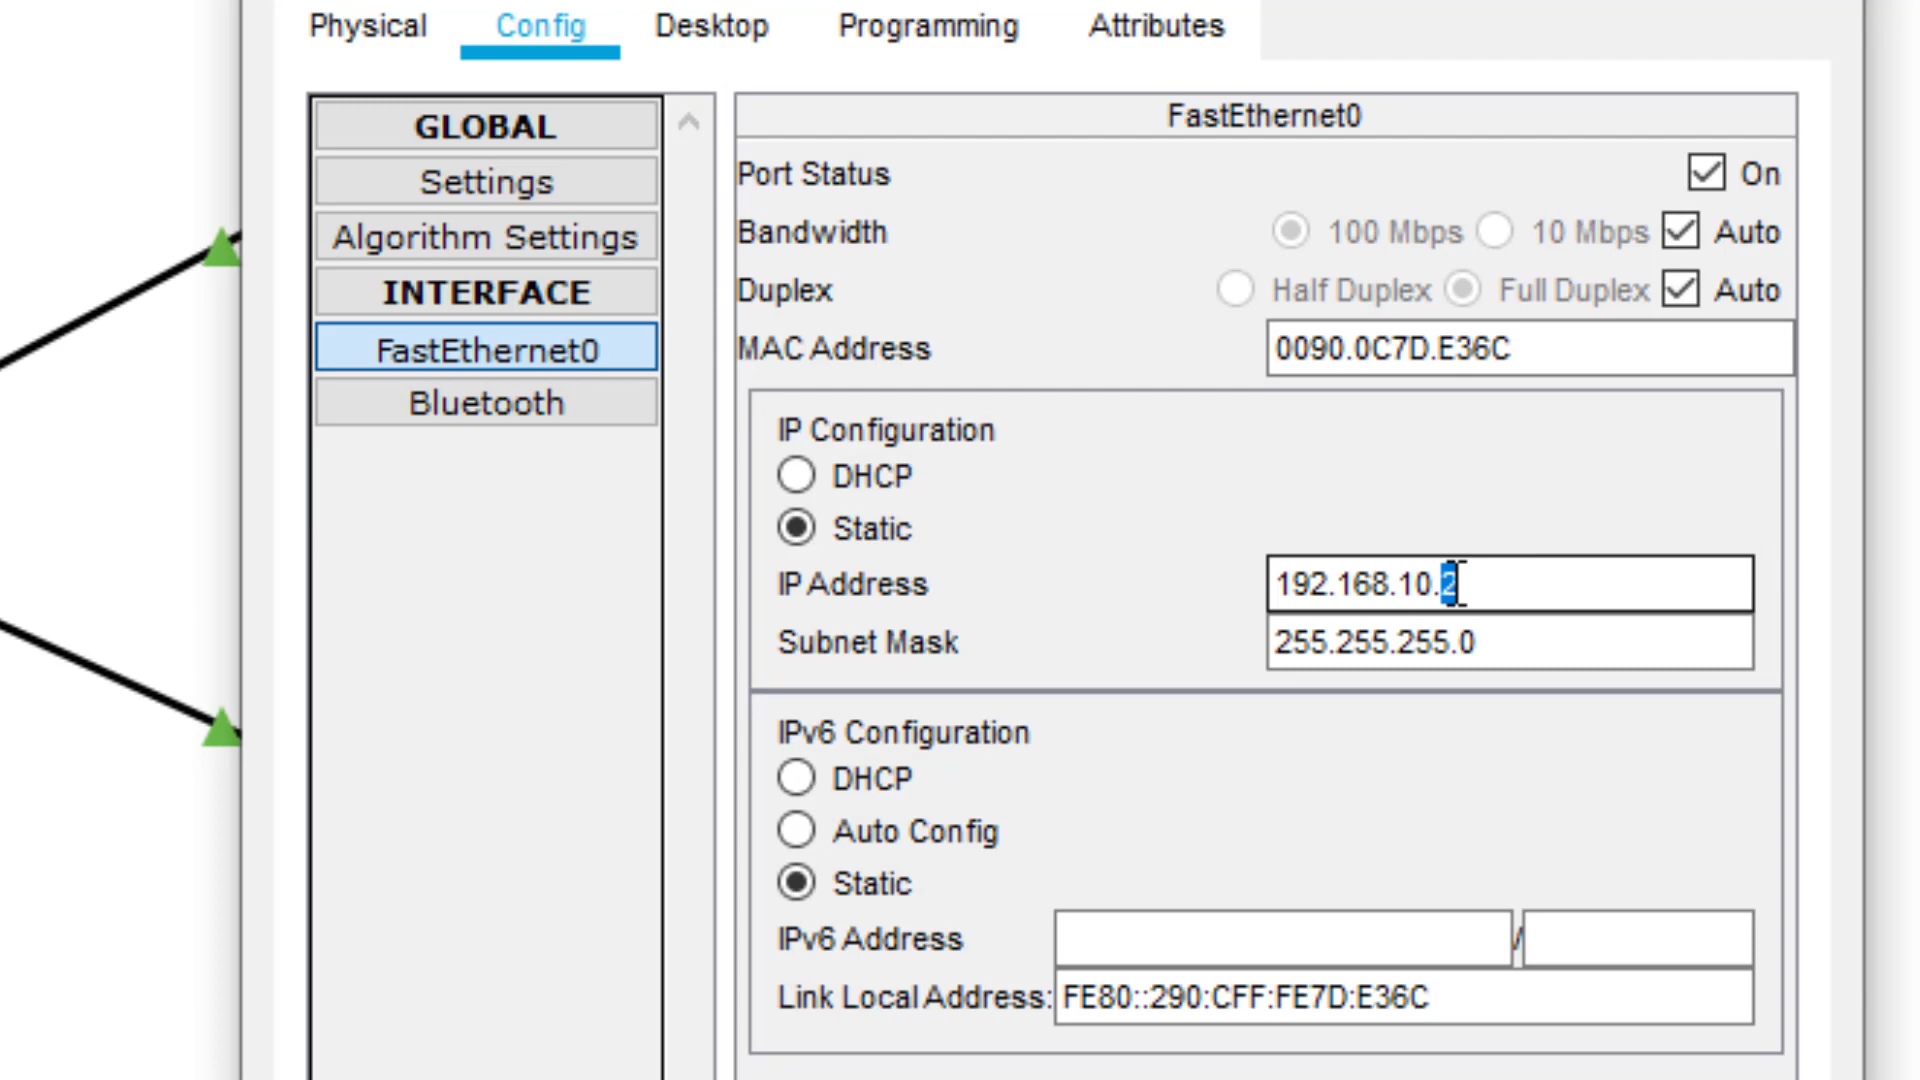 Physical Config Desktop Programming Attributes
GLOBAL
Settings
Algorithm Settings
INTERFACE
FastEthernet0
Bluetooth
FastEthernet0
Port Status On
Bandwidth 100 Mbps 10 Mbps Auto
Duplex Half Duplex Full Duplex Auto
MAC Address 0090.0C7D.E36C
IP Configuration
DHCP
Static
IP Address 192.168.10.2
Subnet Mask 255.255.255.0
IPv6 Configuration
DHCP
Auto Config
Static
IPv6 Address /
Link Local Address: FE80::290:CFF:FE7D:E36C